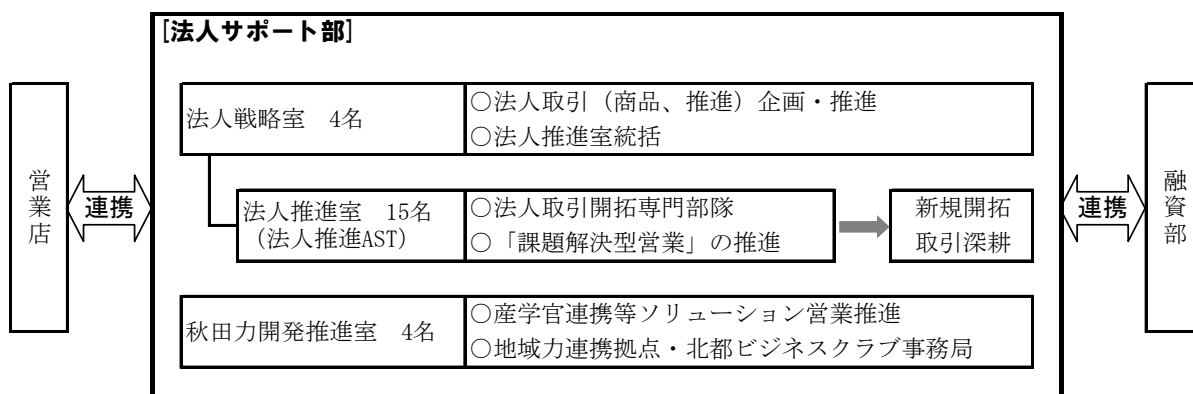 [法人サポート部]
法人戦略室　4名
○法人取引（商品、推進）企画・推進
○法人推進室統括
営業店
連携
法人推進室　15名
（法人推進AST）
○法人取引開拓専門部隊
○「課題解決型営業」の推進
新規開拓
取引深耕
連携
融資部
秋田力開発推進室　4名
○産学官連携等ソリューション営業推進
○地域力連携拠点・北都ビジネスクラブ事務局